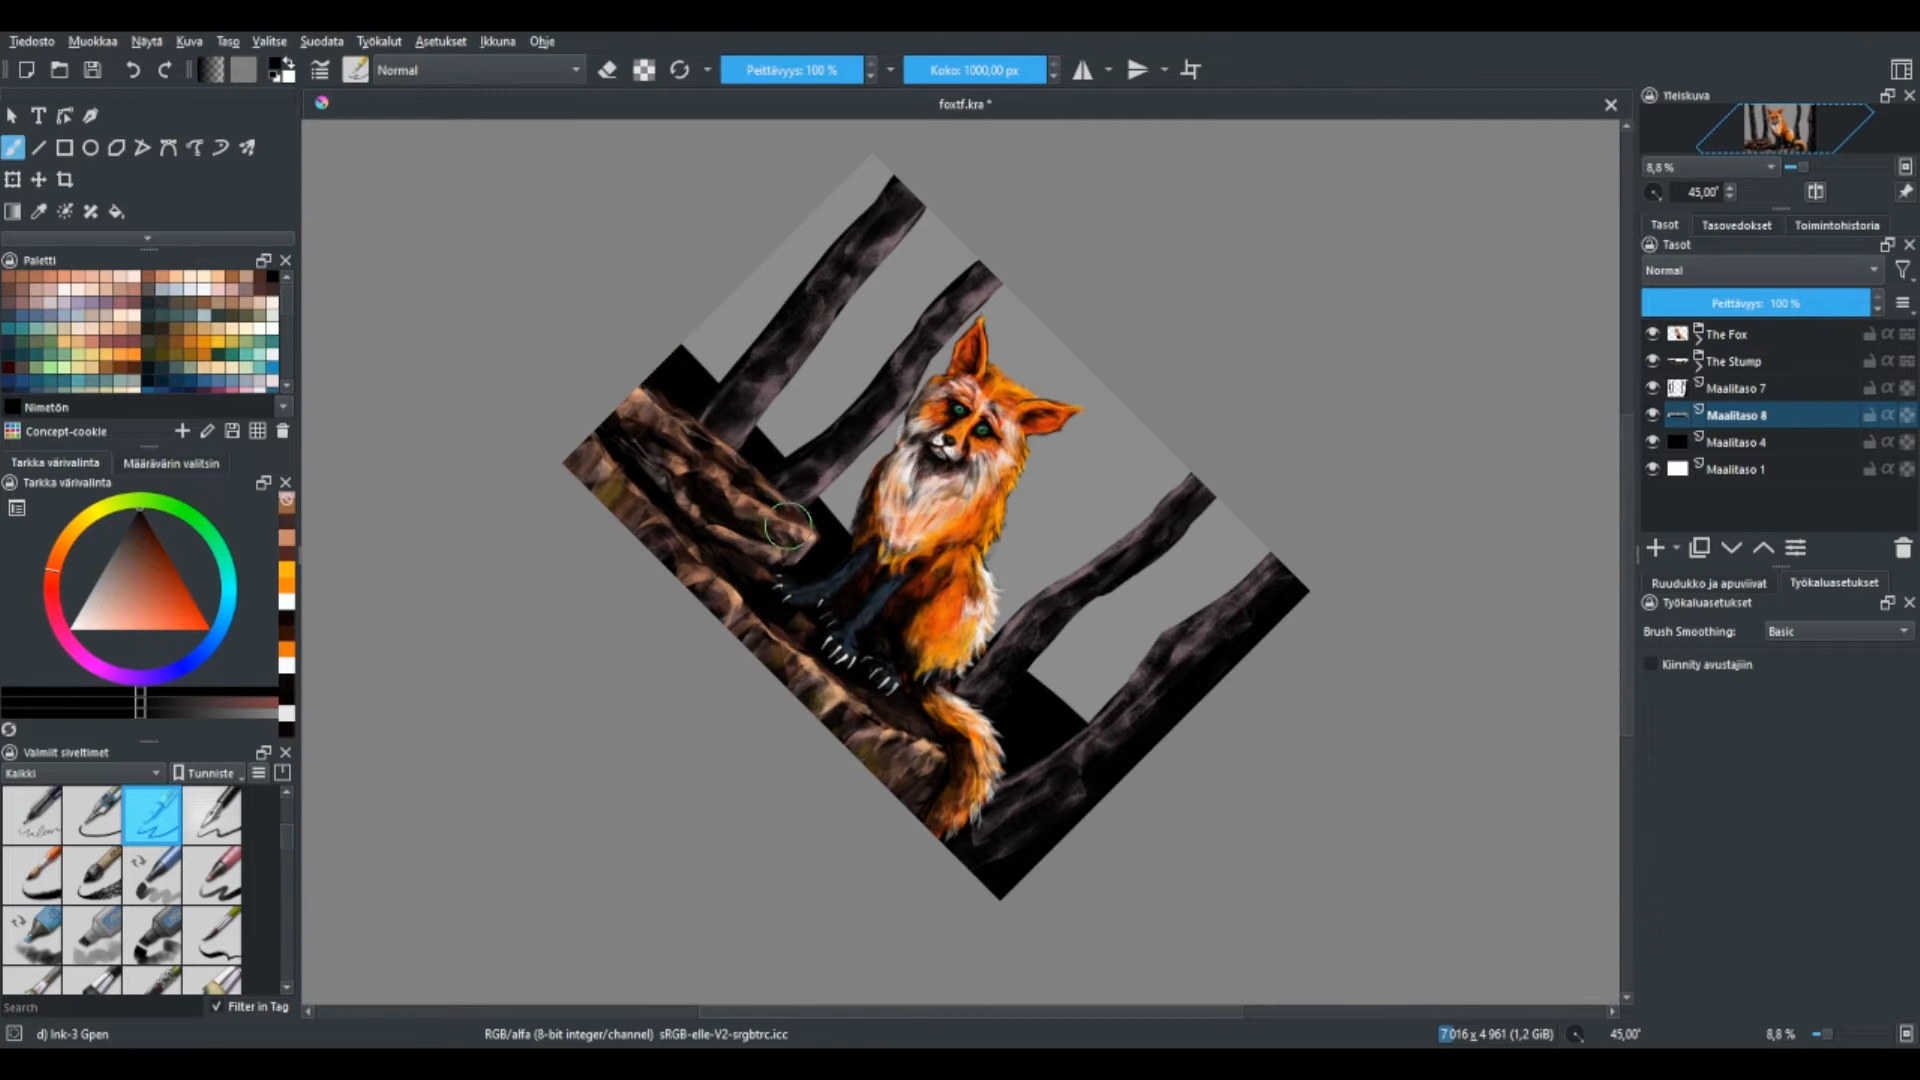 Tiedosto Muokkaa Näytä Kuva Taso Valitse Suodata Työkalut Asetukset Ikkuna Ohje
Normal Peittävyys: 100 % Koko: 1000,00 px
foxtf.kra *
Yleiskuva
8,8 %
45,00°
Tasot Tasovedokset Toimintohistoria
Tasot
Normal
Peittävyys: 100 %
The Fox
The Stump
Maalitaso 7
Maalitaso 8
Maalitaso 4
Maalitaso 1
Ruudukko ja apuviivat Työkaluasetukset
Työkaluasetukset
Brush Smoothing: Basic
Kiinnity avustajiin
Paletti
Nimetön
Concept-cookie
Tarkka värivalinta Määrävärin valitsin
Tarkka värivalinta
Valmiit siveltimet
Kaikki Tunniste
Search Filter in Tag
d) Ink-3 Gpen RGB/alfa (8-bit integer/channel) sRGB-elle-V2-srgbtrc.icc 7 016 x 4 961 (1,2 GiB) 45,00° 8,8 %